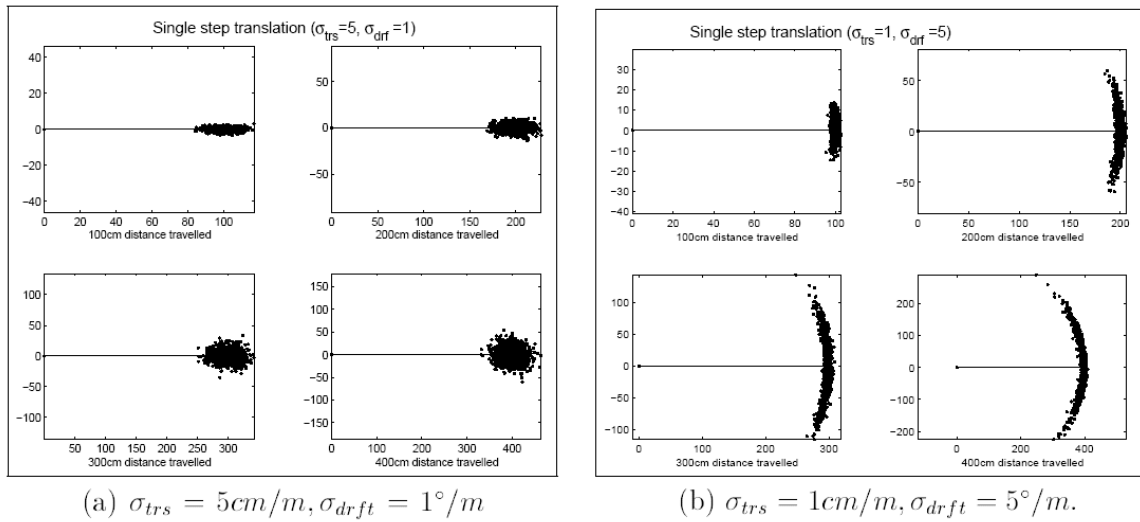 Single step translation (σtrs=5, σdrf =1)
40
20
0
−20
−40
0 20 40 60 80 100
100cm distance travelled
50
0
−50
0 50 100 150 200
200cm distance travelled
100
50
0
−50
−100
50 100 150 200 250 300
300cm distance travelled
150
100
50
0
−50
−100
−150
0 100 200 300 400
400cm distance travelled
(a) σtrs = 5cm/m, σdrft = 1°/m
Single step translation (σtrs=1, σdrf =5)
30
20
10
0
−10
−20
−30
−40
0 20 40 60 80 100
100cm distance travelled
50
0
−50
0 50 100 150 200
200cm distance travelled
100
50
0
−50
−100
0 100 200 300
300cm distance travelled
200
100
0
−100
−200
0 200 400
400cm distance travelled
(b) σtrs = 1cm/m, σdrft = 5°/m.